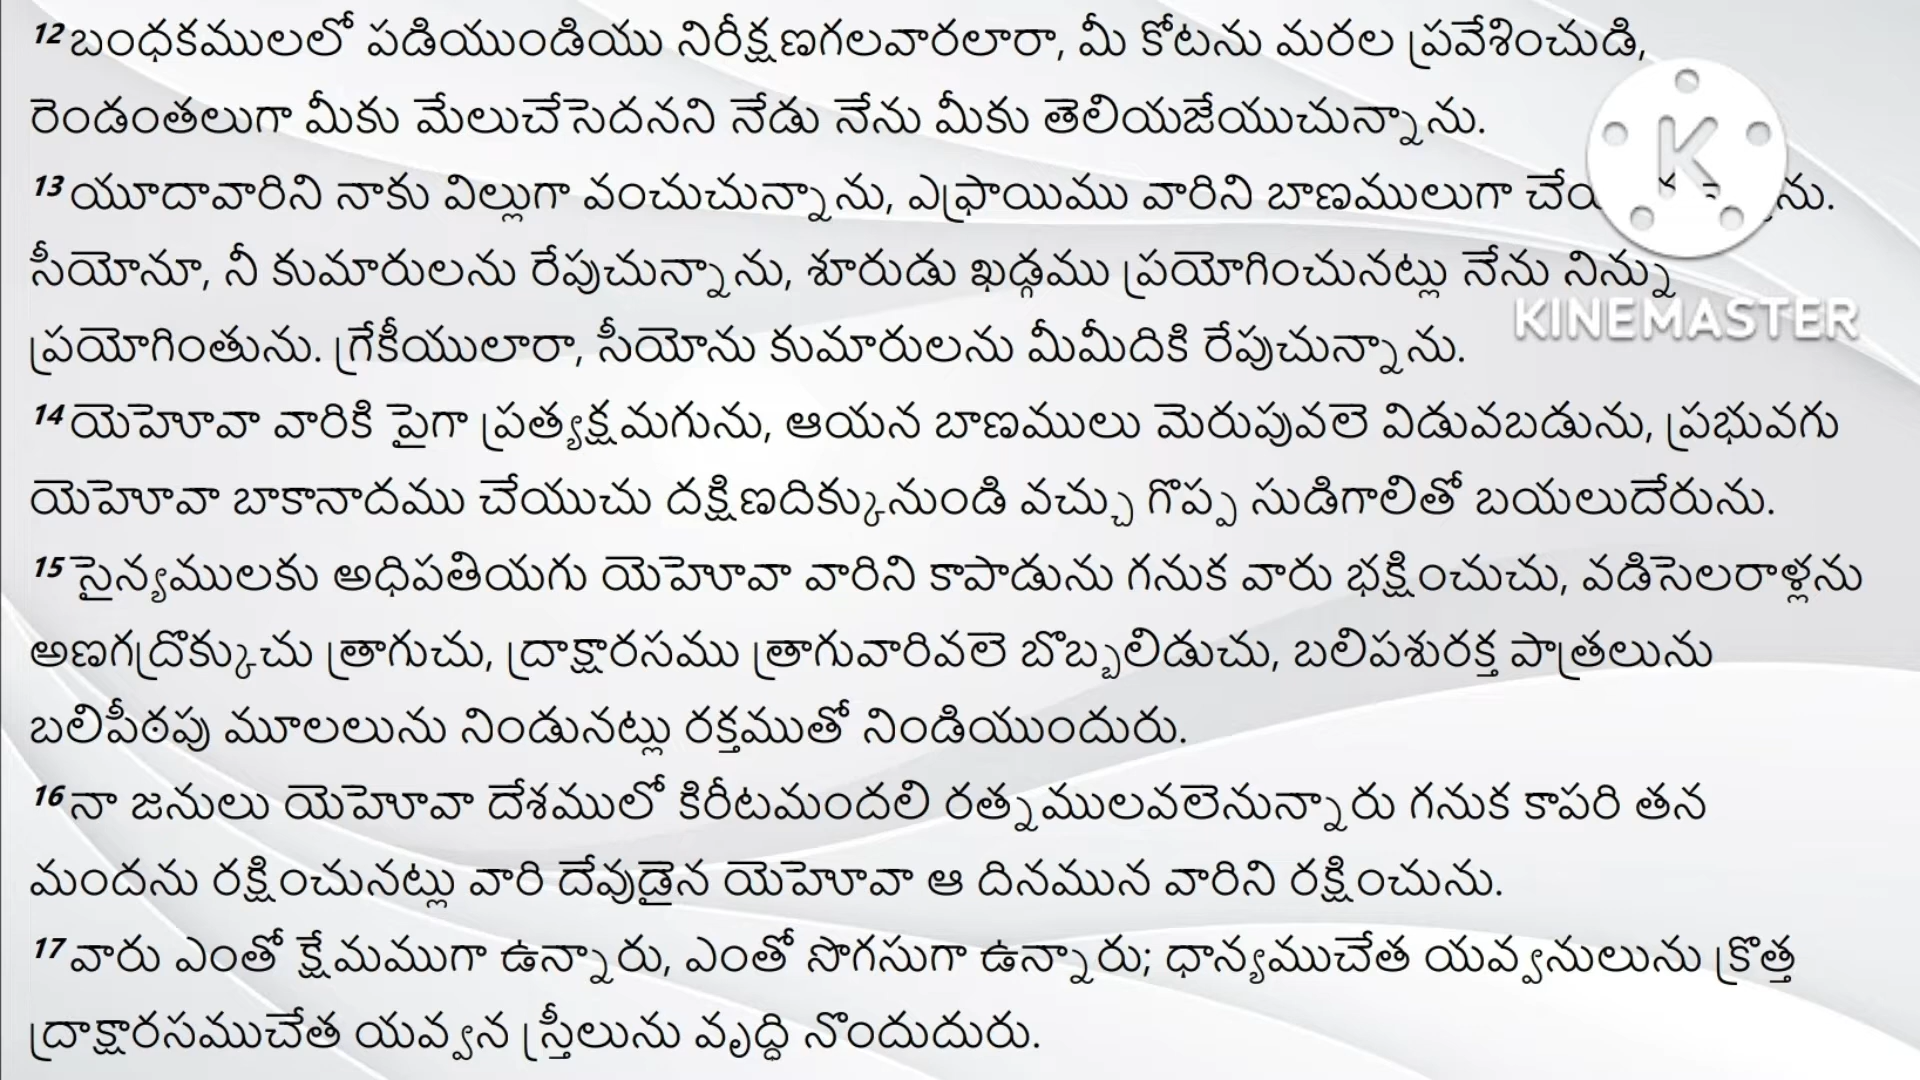 12 బంధకములలో పడియుండియు నిరీక్షణగలవారలారా, మీ కోటను మరల ప్రవేశించుడి,
రెండంతలుగా మీకు మేలుచేసెదనని నేడు నేను మీకు తెలియజేయుచున్నాను.
13 యూదావారిని నాకు విల్లుగా వంచుచున్నాను, ఎఫ్రాయిము వారిని బాణములుగా
సీయోనూ, నీ కుమారులను రేపుచున్నాను, శూరుడు ఖడ్గము ప్రయోగించునట్లు నేను నిన్ను
ప్రయోగింతును. గ్రేకీయులారా, సీయోను కుమారులను మీమీదికి రేపుచున్నాను.
KINEMASTER
14 యెహోవా వారికి పైగా ప్రత్యక్షమగును, ఆయన బాణములు మెరుపువలె విడువబడును, ప్రభువగు
యెహోవా బాకానాదము చేయుచు దక్షిణదిక్కునుండి వచ్చు గొప్ప సుడిగాలితో బయలుదేరును.
15 సైన్యములకు అధిపతియగు యెహోవా వారిని కాపాడును గనుక వారు భక్షించుచు, వడిసెలరాళ్లను
అణగద్రొక్కుచు త్రాగుచు, ద్రాక్షారసము త్రాగువారివలె బొబ్బలిడుచు, బలిపశురక్త పాత్రలును
బలిపీఠపు మూలలును నిండునట్లు రక్తముతో నిండియుందురు.
16 నా జనులు యెహోవా దేశములో కిరీటమందలి రత్నములవలెనున్నారు గనుక కాపరి తన
మందను రక్షించునట్లు వారి దేవుడైన యెహోవా ఆ దినమున వారిని రక్షించును.
17 వారు ఎంతో క్షేమముగా ఉన్నారు, ఎంతో సొగసుగా ఉన్నారు; ధాన్యముచేత యవ్వనులును క్రొత్త
ద్రాక్షారసముచేత యవ్వన స్త్రీలును వృద్ధి నొందుదురు.